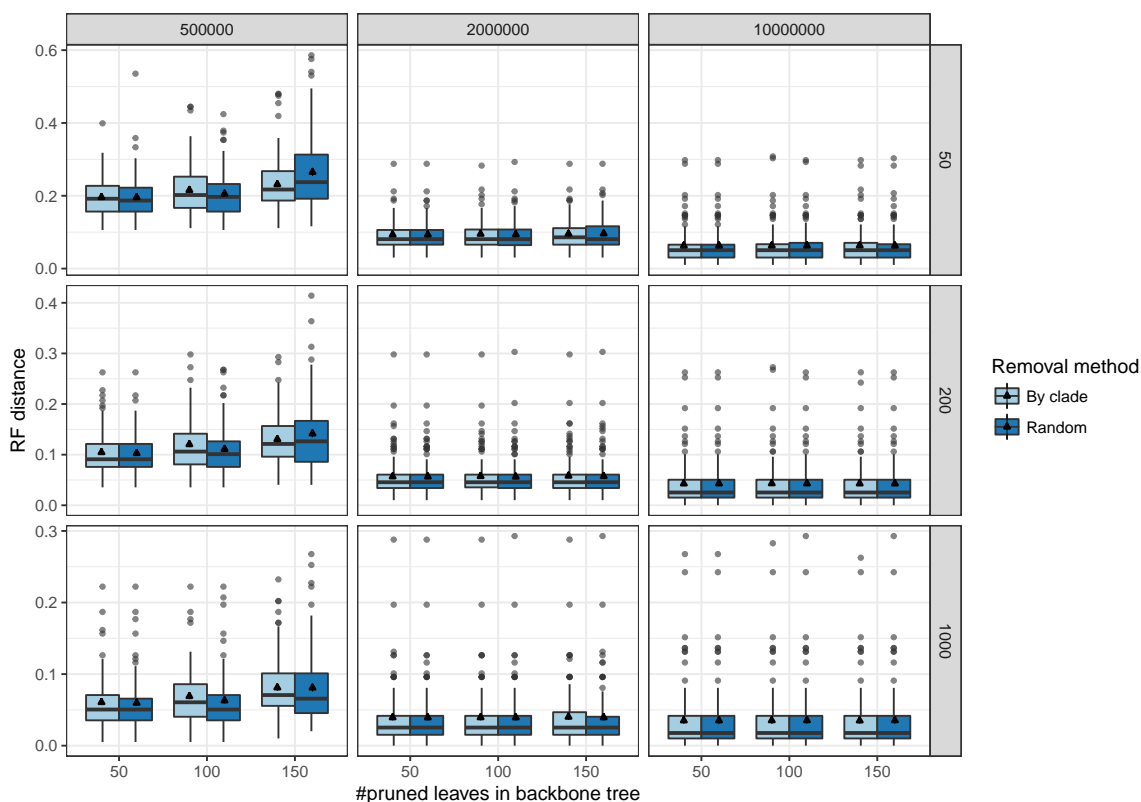 500000 2000000 10000000
0.6
0.4
0.2
0.0
50
0.4
0.3
0.2
0.1
0.0
200
0.3
0.2
0.1
0.0
1000
RF distance
50 100 150 50 100 150 50 100 150
#pruned leaves in backbone tree
Removal method
By clade
Random